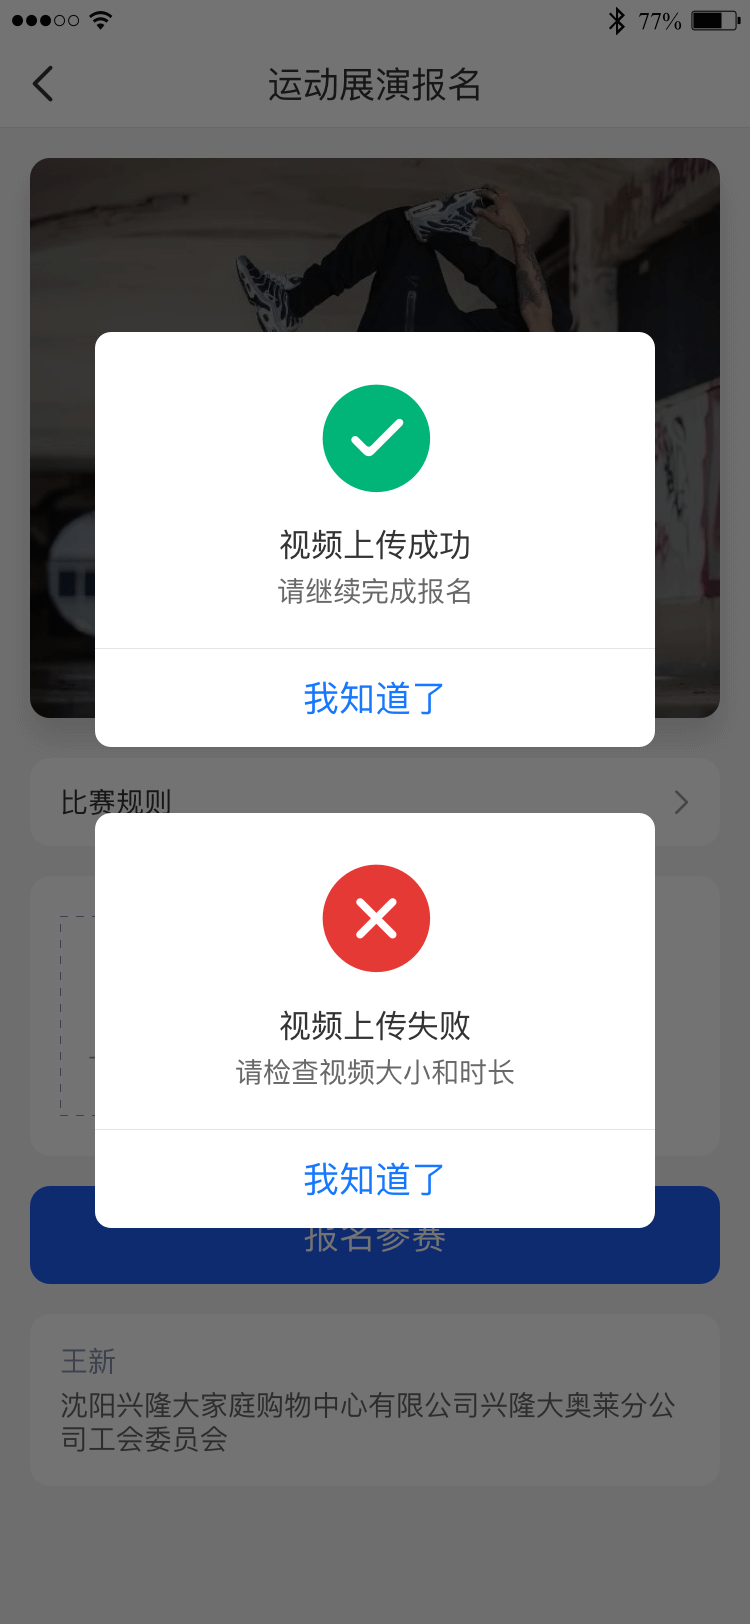 77%
运动展演报名
视频上传成功
请继续完成报名
我知道了
比赛规则
视频上传失败
请检查视频大小和时长
我知道了
报名参赛
王新
沈阳兴隆大家庭购物中心有限公司兴隆大奥莱分公
司工会委员会